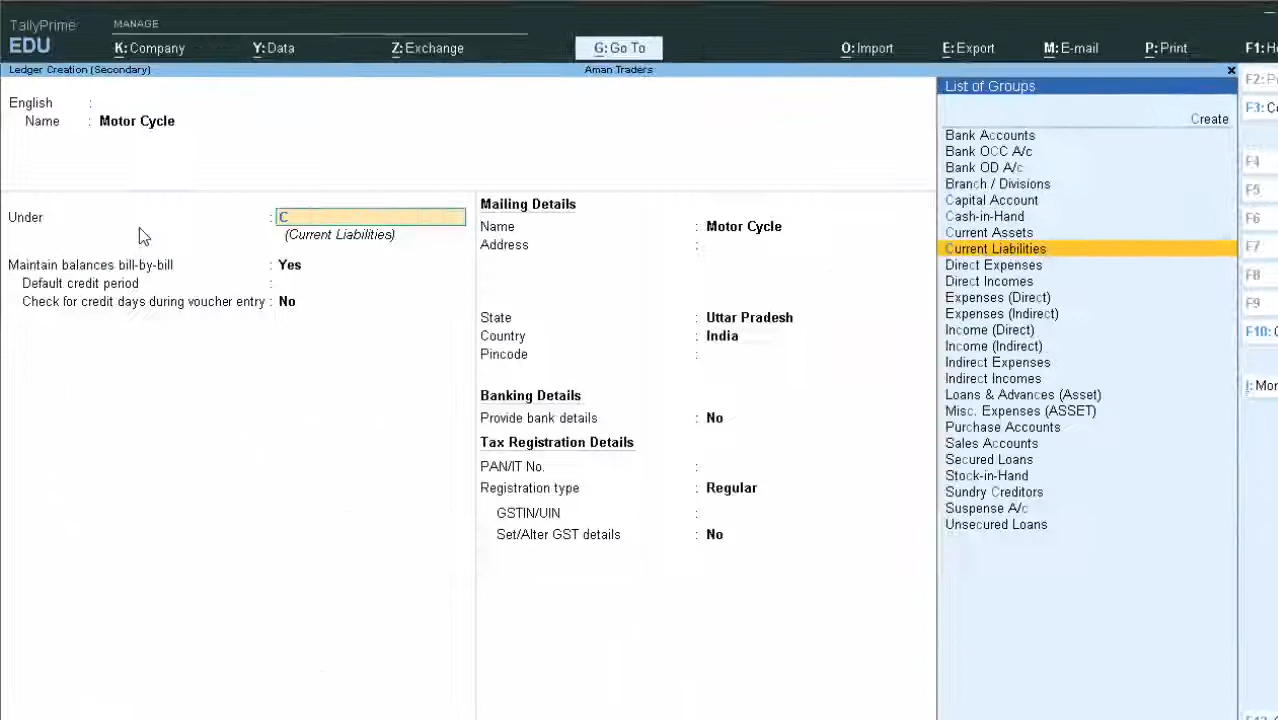 TallyPrime
EDU
MANAGE
K:Company
Y:Data
Z:Exchange
G:Go To
O:Import
E:Export
M:E-mail
P:Print
Ledger Creation (Secondary)
Aman Traders
x
English :
Name : Motor Cycle
Under : C
(Current Liabilities)
Maintain balances bill-by-bill : Yes
Default credit period :
Check for credit days during voucher entry : No
Mailing Details
Name : Motor Cycle
Address :
State : Uttar Pradesh
Country : India
Pincode :
Banking Details
Provide bank details : No
Tax Registration Details
PAN/IT No. :
Registration type : Regular
GSTIN/UIN :
Set/Alter GST details : No
List of Groups
Create
Bank Accounts
Bank OCC A/c
Bank OD A/c
Branch / Divisions
Capital Account
Cash-in-Hand
Current Assets
Current Liabilities
Direct Expenses
Direct Incomes
Expenses (Direct)
Expenses (Indirect)
Income (Direct)
Income (Indirect)
Indirect Expenses
Indirect Incomes
Loans & Advances (Asset)
Misc. Expenses (ASSET)
Purchase Accounts
Sales Accounts
Secured Loans
Stock-in-Hand
Sundry Creditors
Suspense A/c
Unsecured Loans
F4
F5
F6
F7
F8
F9
F10: